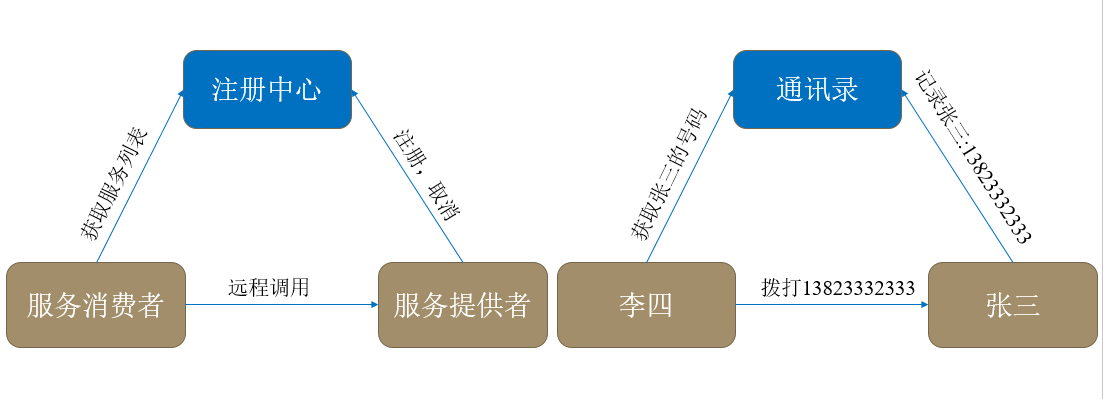 注册中心
通讯录
获取服务列表
注册，取消
获取张三的号码
记录张三:13823332333
服务消费者
远程调用
服务提供者
李四
拨打13823332333
张三